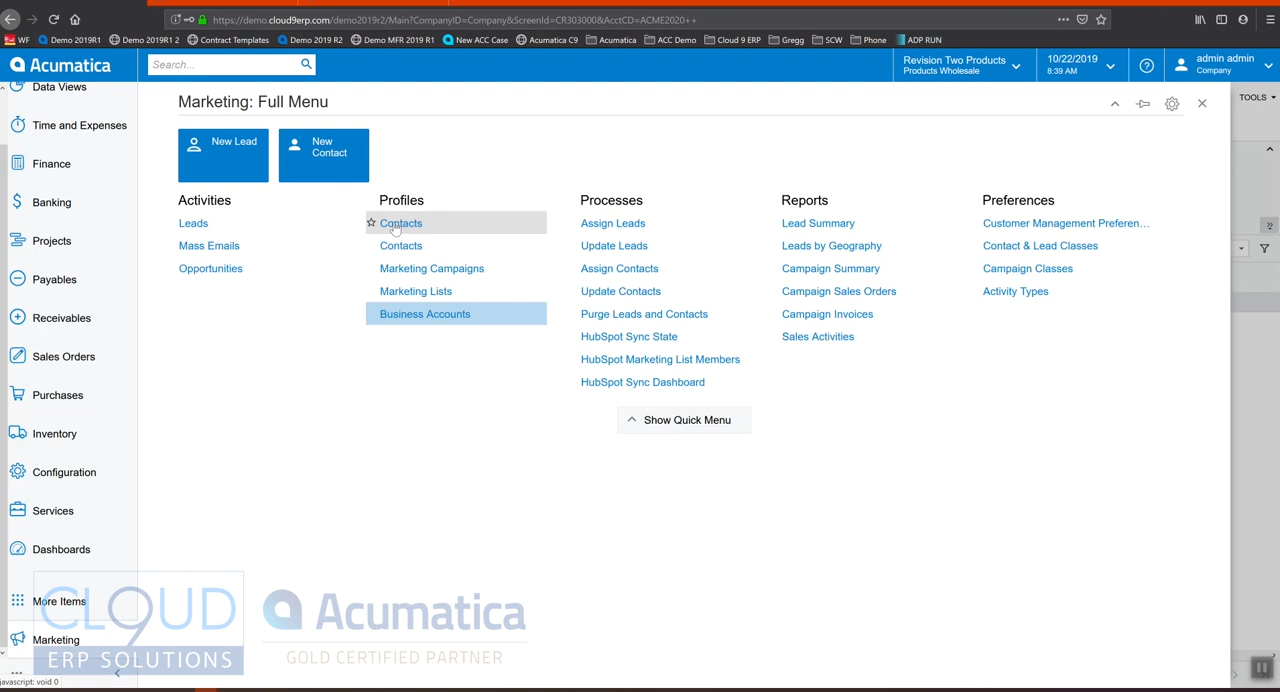 https://demo.cloud9erp.com/demo2019r2/Main?CompanyID=Company&ScreenId=CR303000&AcctCD=ACME2020++
WF
Demo 2019R1
Demo 2019R1 2
Contract Templates
Demo 2019 R2
Demo MFR 2019 R1
New ACC Case
Acumatica C9
Acumatica
ACC Demo
Cloud 9 ERP
Gregg
SCW
Phone
ADP RUN
Acumatica
Search...
Revision Two Products
Products Wholesale
10/22/2019
8:39 AM
admin admin
Company
Data Views
Time and Expenses
Finance
Banking
Projects
Payables
Receivables
Sales Orders
Purchases
Inventory
Configuration
Services
Dashboards
More Items
Marketing
Marketing: Full Menu
TOOLS
New Lead
New
Contact
Activities
Leads
Mass Emails
Opportunities
Profiles
Contacts
Contacts
Marketing Campaigns
Marketing Lists
Business Accounts
Processes
Assign Leads
Update Leads
Assign Contacts
Update Contacts
Purge Leads and Contacts
HubSpot Sync State
HubSpot Marketing List Members
HubSpot Sync Dashboard
Reports
Lead Summary
Leads by Geography
Campaign Summary
Campaign Sales Orders
Campaign Invoices
Sales Activities
Preferences
Customer Management Preferen...
Contact & Lead Classes
Campaign Classes
Activity Types
Show Quick Menu
CLOUD9
ERP SOLUTIONS
Acumatica
GOLD CERTIFIED PARTNER
javascript: void 0